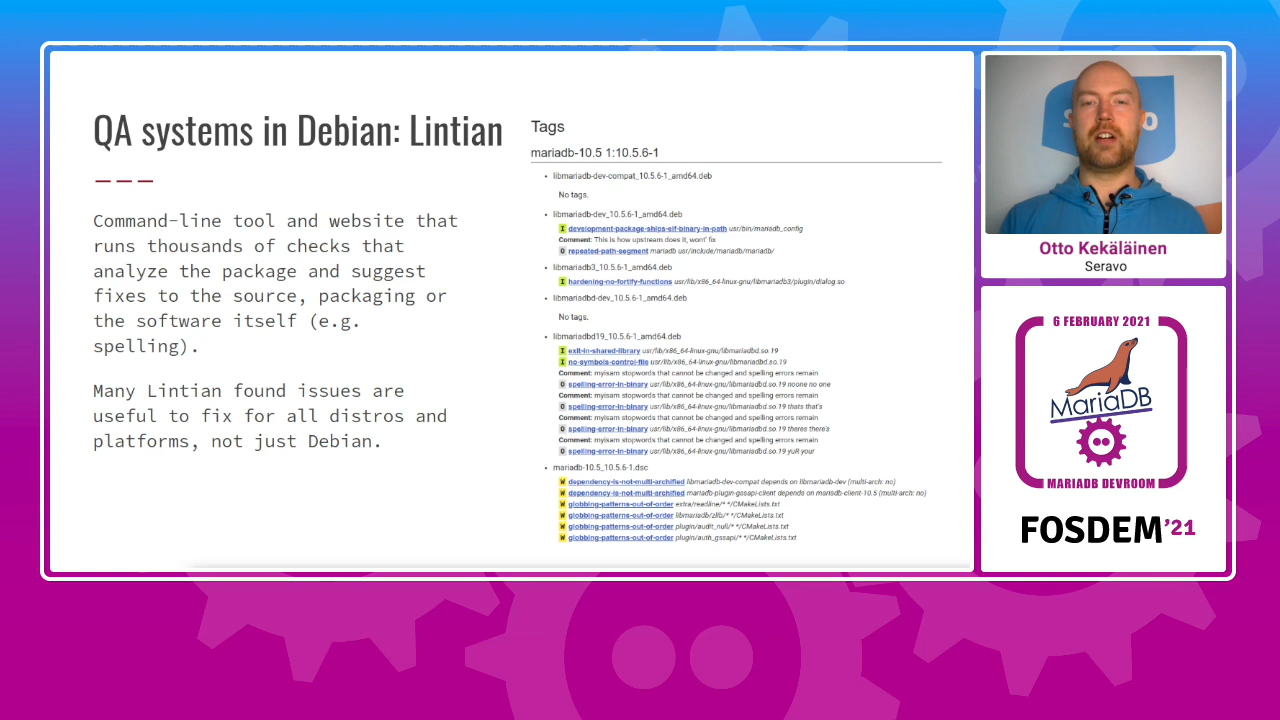 QA systems in Debian: Lintian
Command-line tool and website that
runs thousands of checks that
analyze the package and suggest
fixes to the source, packaging or
the software itself (e.g.
spelling).
Many Lintian found issues are
useful to fix for all distros and
platforms, not just Debian.
Tags
mariadb-10.5 1:10.5.6-1
libmariadb-dev-compat_10.5.6-1_amd64.deb
No tags.
libmariadb-dev_10.5.6-1_amd64.deb
I development-package-ships-elf-binary-in-path usr/bin/mariadb_config
Comment: This is how upstream does it, wont' fix
O repeated-path-segment mariadb usr/include/mariadb/mariadb/
libmariadb3_10.5.6-1_amd64.deb
I hardening-no-fortify-functions usr/lib/x86_64-linux-gnu/libmariadb3/plugin/dialog.so
libmariadbd-dev_10.5.6-1_amd64.deb
No tags.
libmariadbd19_10.5.6-1_amd64.deb
I exit-in-shared-library usr/lib/x86_64-linux-gnu/libmariadbd.so.19
I no-symbols-control-file usr/lib/x86_64-linux-gnu/libmariadbd.so.19
Comment: myisam stopwords that cannot be changed and spelling errors remain
O spelling-error-in-binary usr/lib/x86_64-linux-gnu/libmariadbd.so.19 noone no one
Comment: myisam stopwords that cannot be changed and spelling errors remain
O spelling-error-in-binary usr/lib/x86_64-linux-gnu/libmariadbd.so.19 thats that's
Comment: myisam stopwords that cannot be changed and spelling errors remain
O spelling-error-in-binary usr/lib/x86_64-linux-gnu/libmariadbd.so.19 theres there's
Comment: myisam stopwords that cannot be changed and spelling errors remain
O spelling-error-in-binary usr/lib/x86_64-linux-gnu/libmariadbd.so.19 yuR your
mariadb-10.5_10.5.6-1.dsc
W dependency-is-not-multi-archified libmariadb-dev-compat depends on libmariadb-dev (multi-arch: no)
W dependency-is-not-multi-archified mariadb-plugin-gssapi-client depends on mariadb-client-10.5 (multi-arch: no)
W globbing-patterns-out-of-order extra/readline/* */CMakeLists.txt
W globbing-patterns-out-of-order libmariadb/zlib/* */CMakeLists.txt
W globbing-patterns-out-of-order plugin/audit_null/* */CMakeLists.txt
W globbing-patterns-out-of-order plugin/auth_gssapi/* */CMakeLists.txt
Otto Kekäläinen
Seravo
6 FEBRUARY 2021
MariaDB
MARIADB DEVROOM
FOSDEM'21